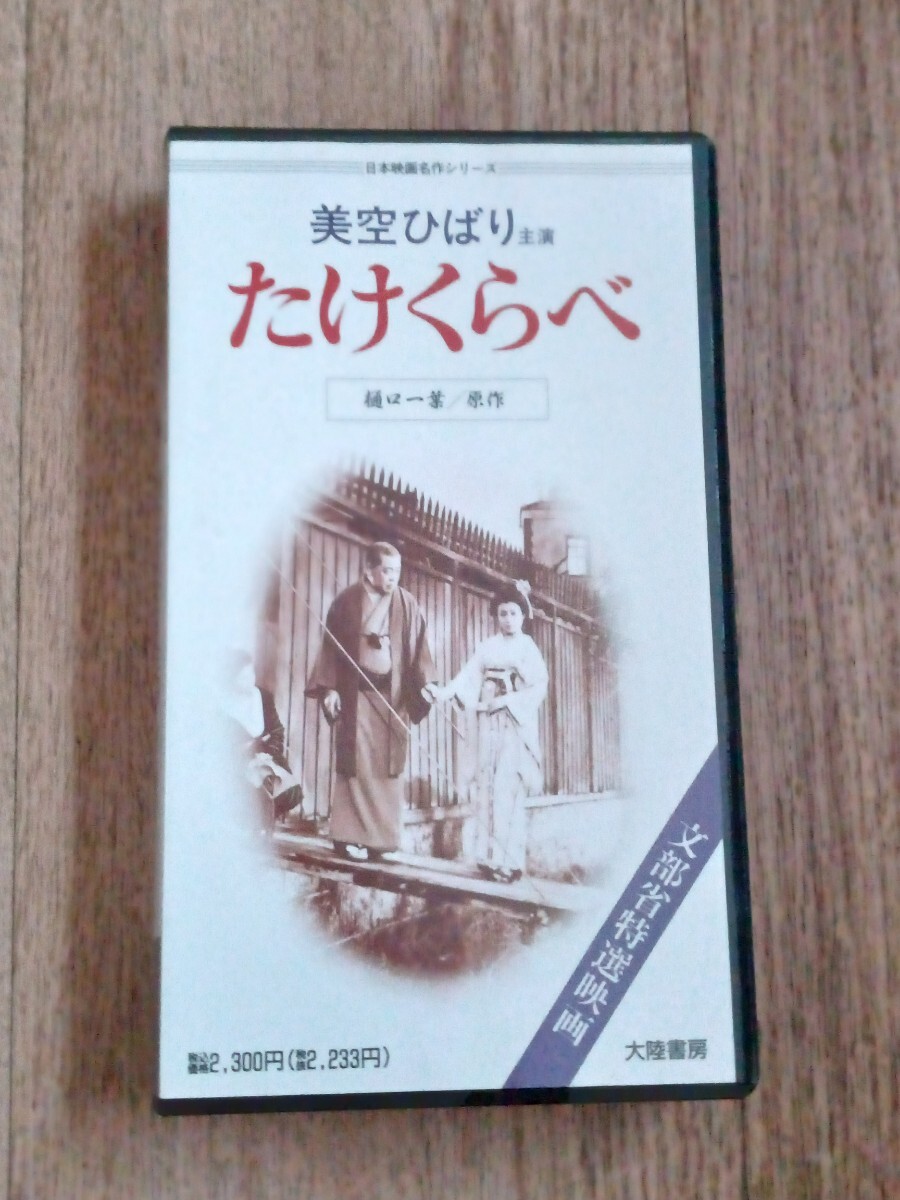 日本映画名作シリーズ
美空ひばり主演
たけくらべ
樋口一葉／原作
文部省特選映画
税込価格2,300円(税抜2,233円)
大陸書房